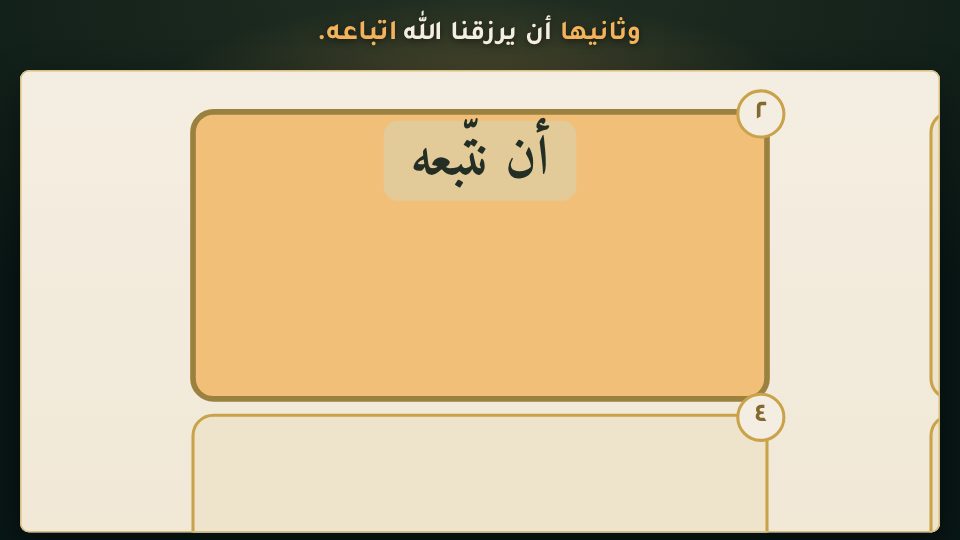 وثانيها أن يرزقنا الله اتباعه.
٢
أن نتّبعه
٤